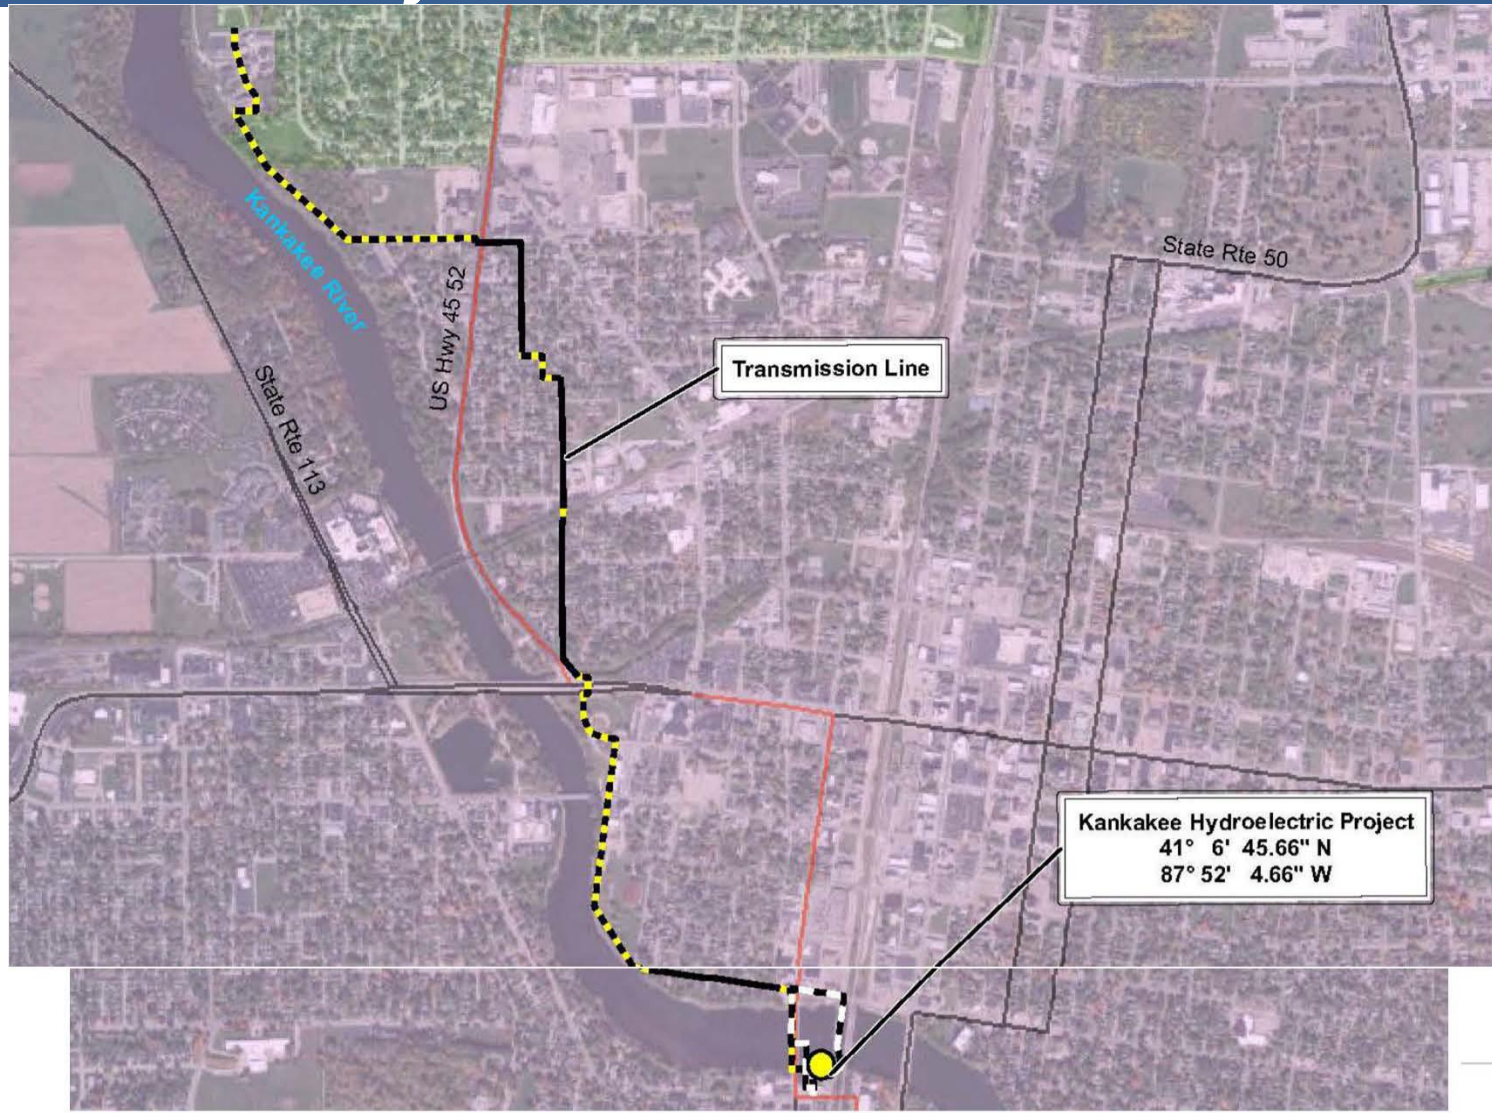 State Rte 50
Kankakee River
US Hwy 45 52
Transmission Line
State Rte 113
Kankakee Hydroelectric Project
41° 6' 45.66" N
87° 52' 4.66" W